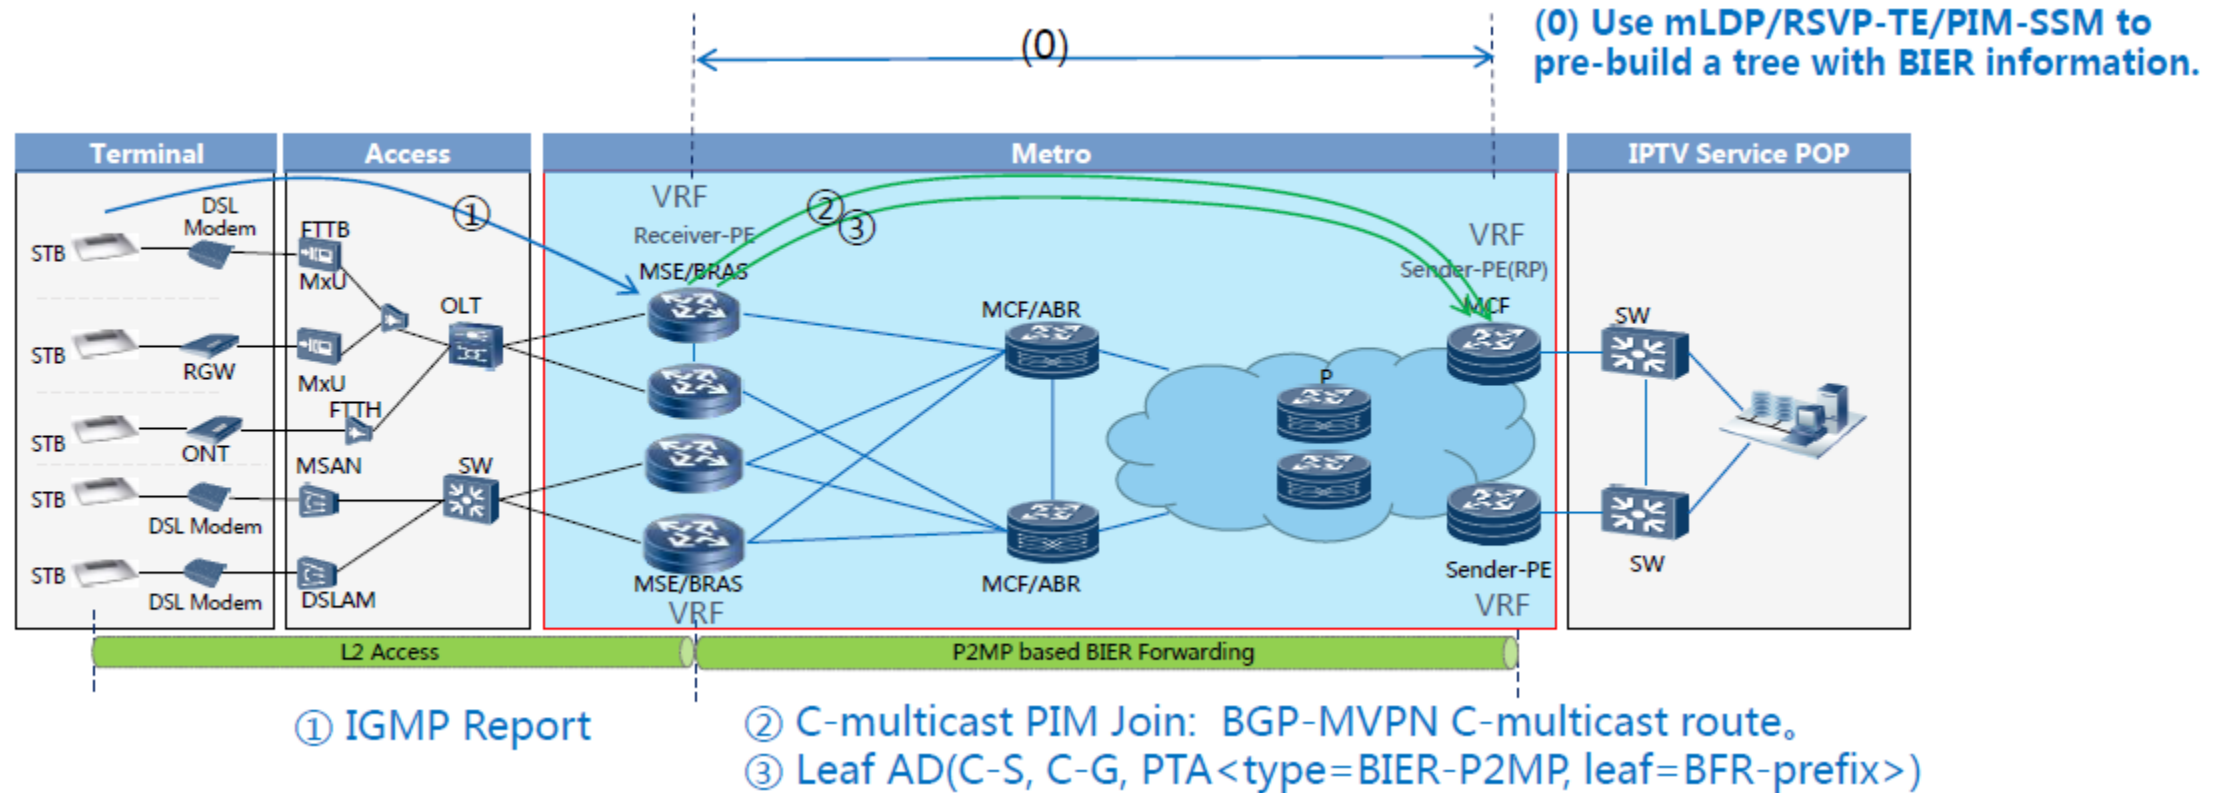 (0)
(0) Use mLDP/RSVP-TE/PIM-SSM to
pre-build a tree with BIER information.
Terminal
Access
Metro
IPTV Service POP
STB
DSL
Modem
FTTB
MxU
①
OLT
STB
RGW
MxU
FTTH
STB
ONT
MSAN
SW
STB
DSL Modem
STB
DSL Modem
DSLAM
VRF
Receiver-PE
MSE/BRAS
②
③
MCF/ABR
VRF
Sender-PE(RP)
MCF
P
SW
MSE/BRAS
VRF
MCF/ABR
Sender-PE
VRF
SW
L2 Access
P2MP based BIER Forwarding
① IGMP Report
② C-multicast PIM Join: BGP-MVPN C-multicast route。
③ Leaf AD(C-S, C-G, PTA<type=BIER-P2MP, leaf=BFR-prefix>)